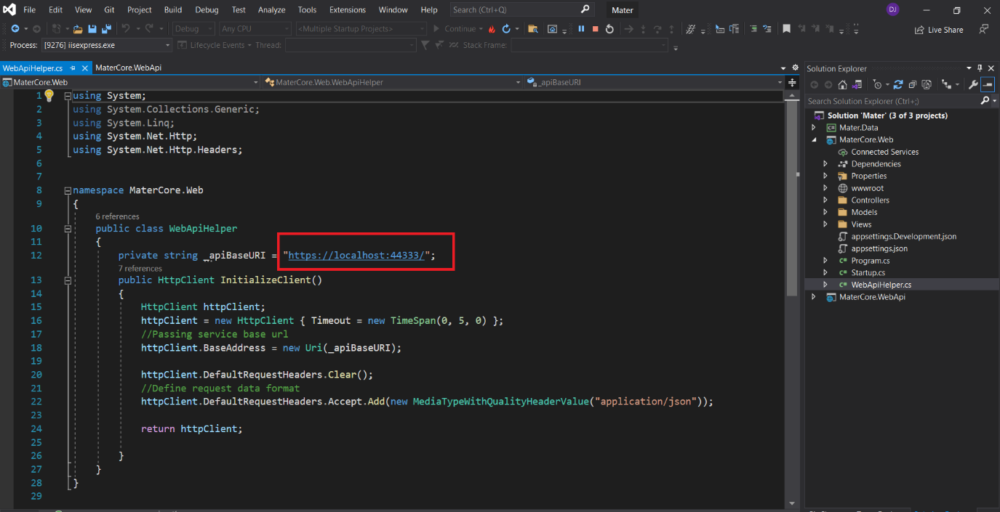 File Edit View Git Project Build Debug Test Analyze Tools Extensions Window Help Search (Ctrl+Q) Mater DJ
Debug Any CPU <Multiple Startup Projects> Continue Live Share
Process: [9276] iisexpress.exe Lifecycle Events Thread: Stack Frame:
WebApiHelper.cs MaterCore.WebApi
MaterCore.Web MaterCore.Web.WebApiHelper _apiBaseURI
1 using System;
2 using System.Collections.Generic;
3 using System.Linq;
4 using System.Net.Http;
5 using System.Net.Http.Headers;
6
7
8 namespace MaterCore.Web
9 {
6 references
10 public class WebApiHelper
11 {
12 private string _apiBaseURI = "https://localhost:44333/";
7 references
13 public HttpClient InitializeClient()
14 {
15 HttpClient httpClient;
16 httpClient = new HttpClient { Timeout = new TimeSpan(0, 5, 0) };
17 //Passing service base url
18 httpClient.BaseAddress = new Uri(_apiBaseURI);
19
20 httpClient.DefaultRequestHeaders.Clear();
21 //Define request data format
22 httpClient.DefaultRequestHeaders.Accept.Add(new MediaTypeWithQualityHeaderValue("application/json"));
23
24 return httpClient;
25
26 }
27 }
28 }
29
Solution Explorer
Search Solution Explorer (Ctrl+;)
Solution 'Mater' (3 of 3 projects)
Mater.Data
MaterCore.Web
Connected Services
Dependencies
Properties
wwwroot
Controllers
Models
Views
appsettings.Development.json
appsettings.json
Program.cs
Startup.cs
WebApiHelper.cs
MaterCore.WebApi